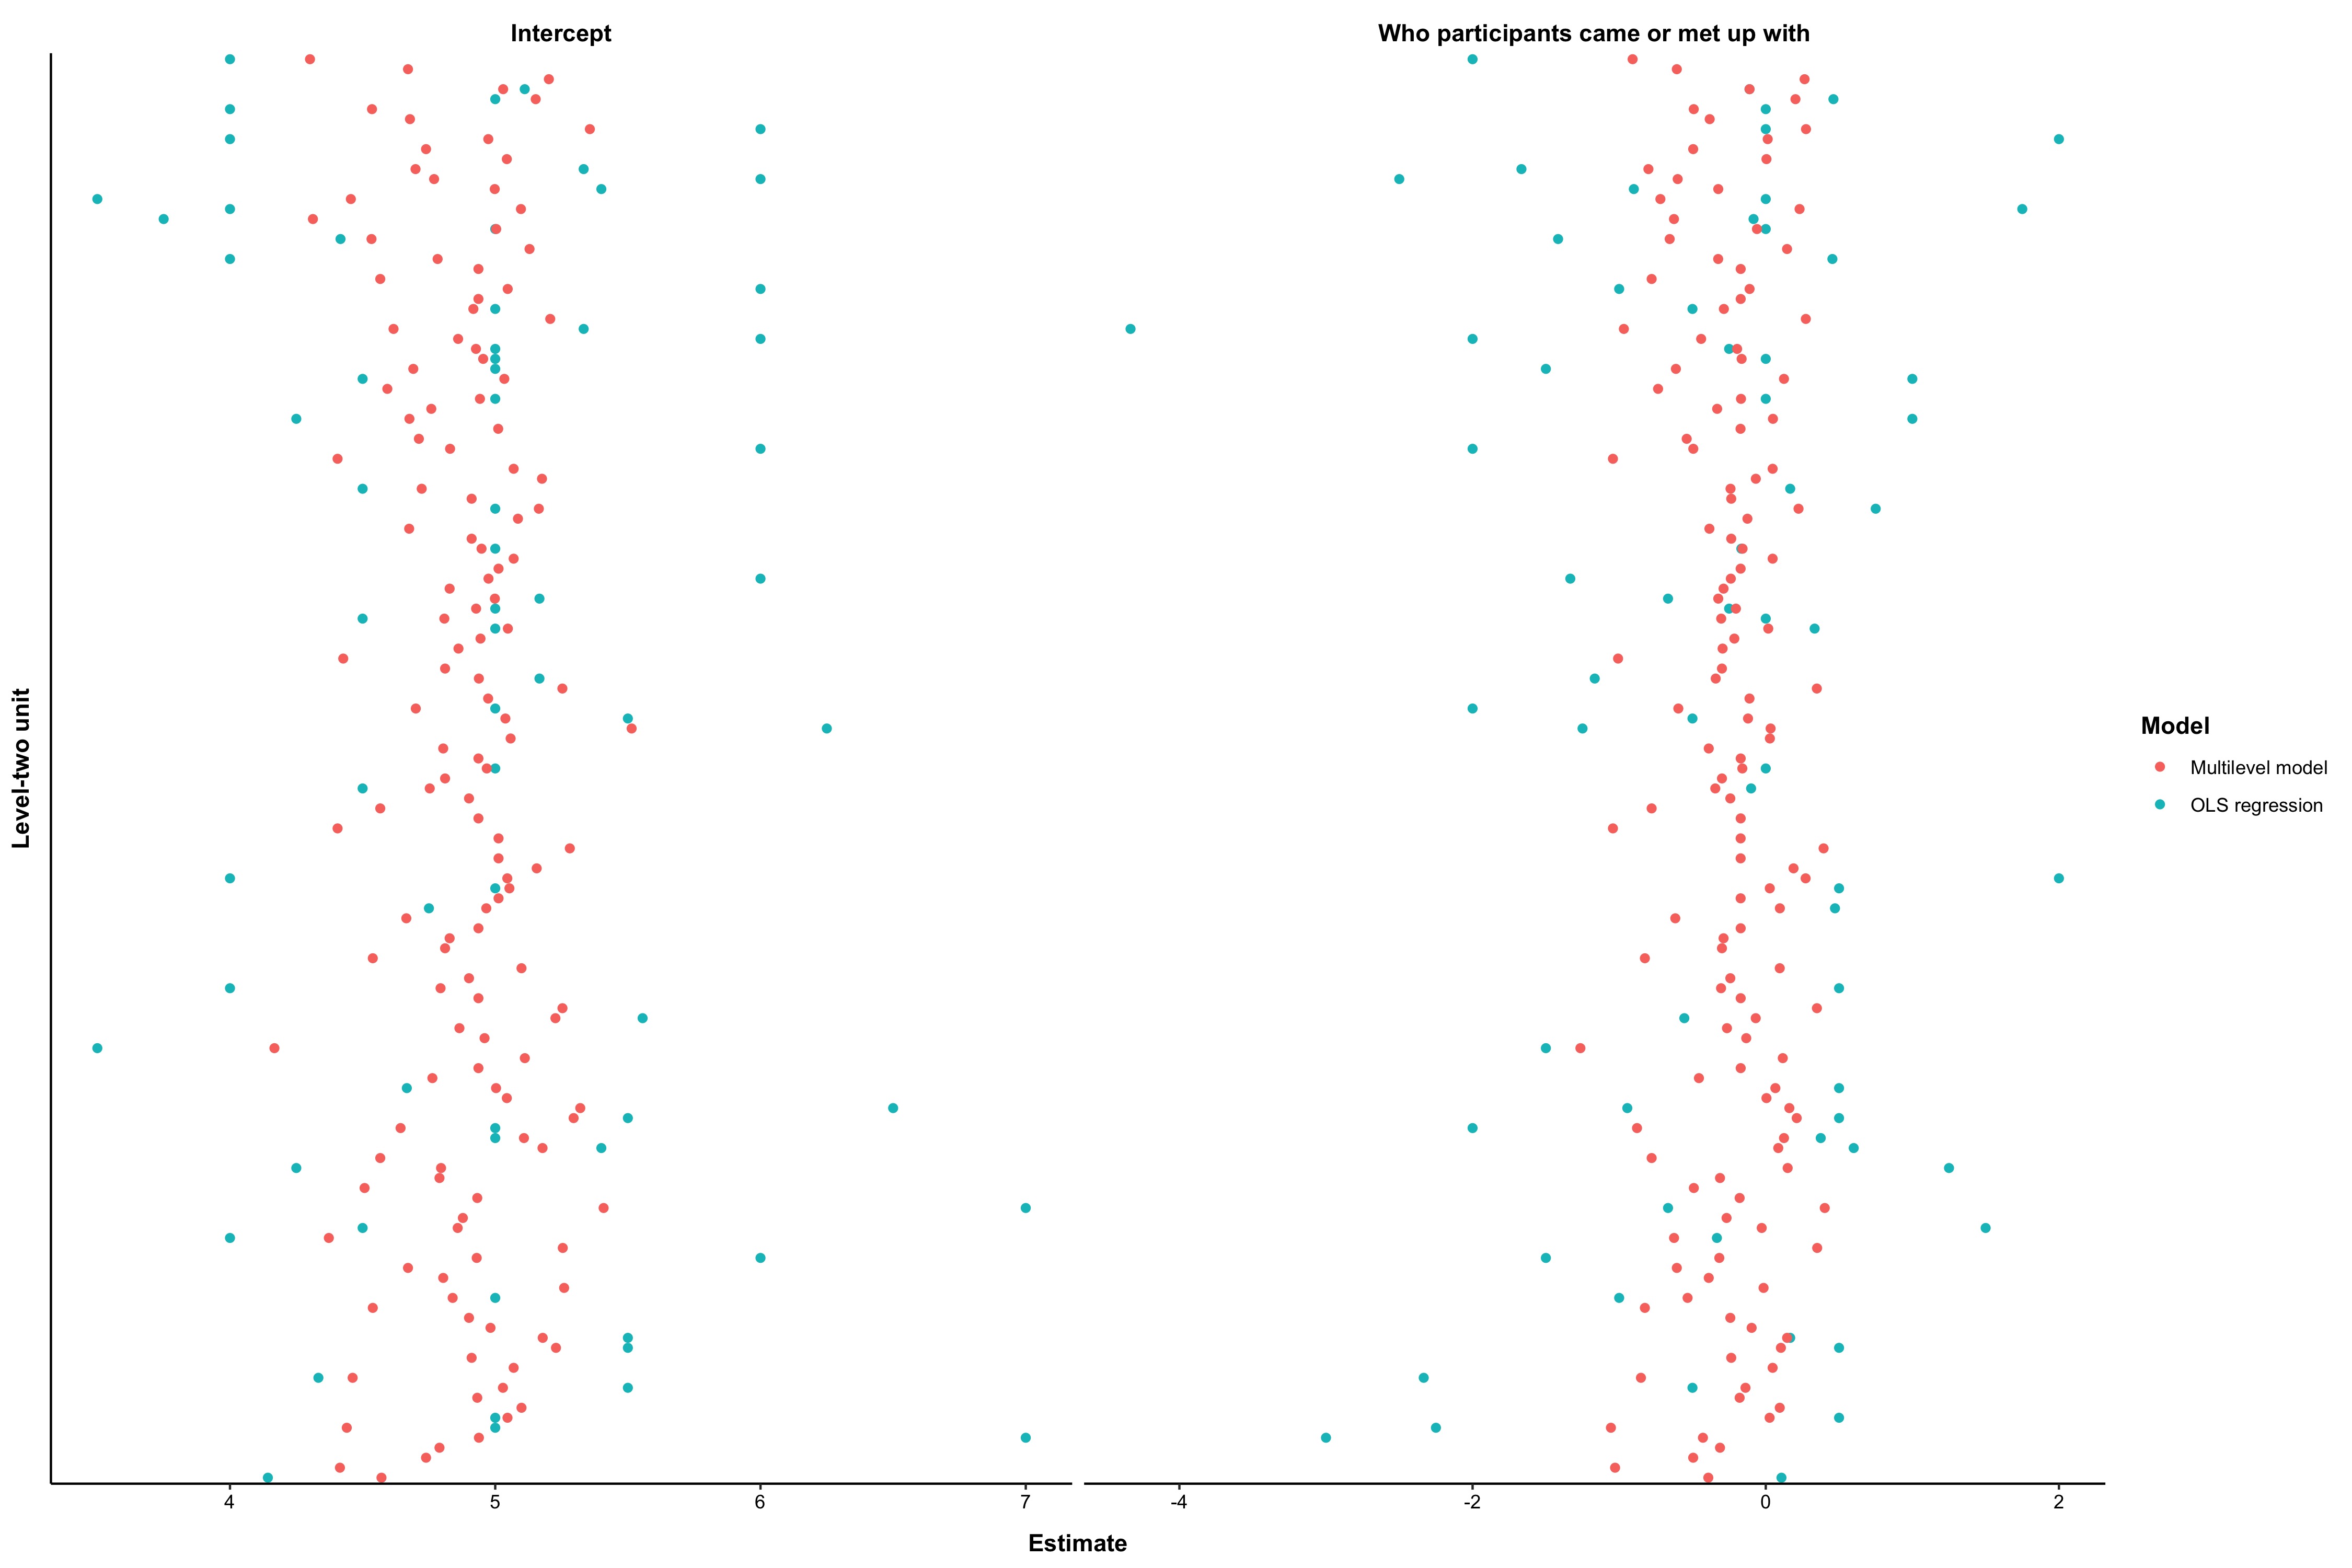 Intercept
Who participants came or met up with
Level-two unit
Model
Multilevel model
OLS regression
4 5 6 7 -4 -2 0 2
Estimate